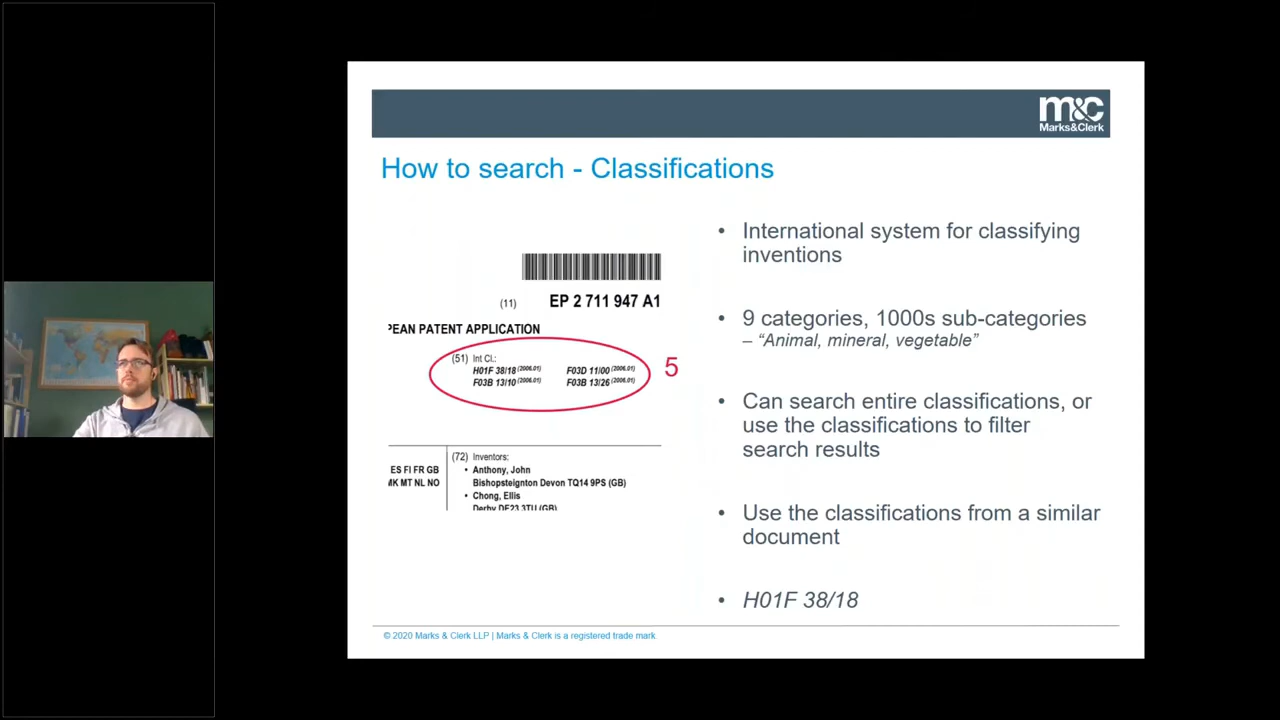 m&c
Marks&Clerk
How to search - Classifications
(11) EP 2 711 947 A1
PEAN PATENT APPLICATION
(51) Int Cl.:
H01F 38/18 (2006.01) F03D 11/00 (2006.01)
F03B 13/10 (2006.01) F03B 13/26 (2006.01)
5
(72) Inventors:
ES FI FR GB • Anthony, John
MK MT NL NO Bishopsteignton Devon TQ14 9PS (GB)
• Chong, Ellis
Derby DE23 3TU (GB)
• International system for classifying
inventions
• 9 categories, 1000s sub-categories
– “Animal, mineral, vegetable”
• Can search entire classifications, or
use the classifications to filter
search results
• Use the classifications from a similar
document
• H01F 38/18
© 2020 Marks & Clerk LLP | Marks & Clerk is a registered trade mark